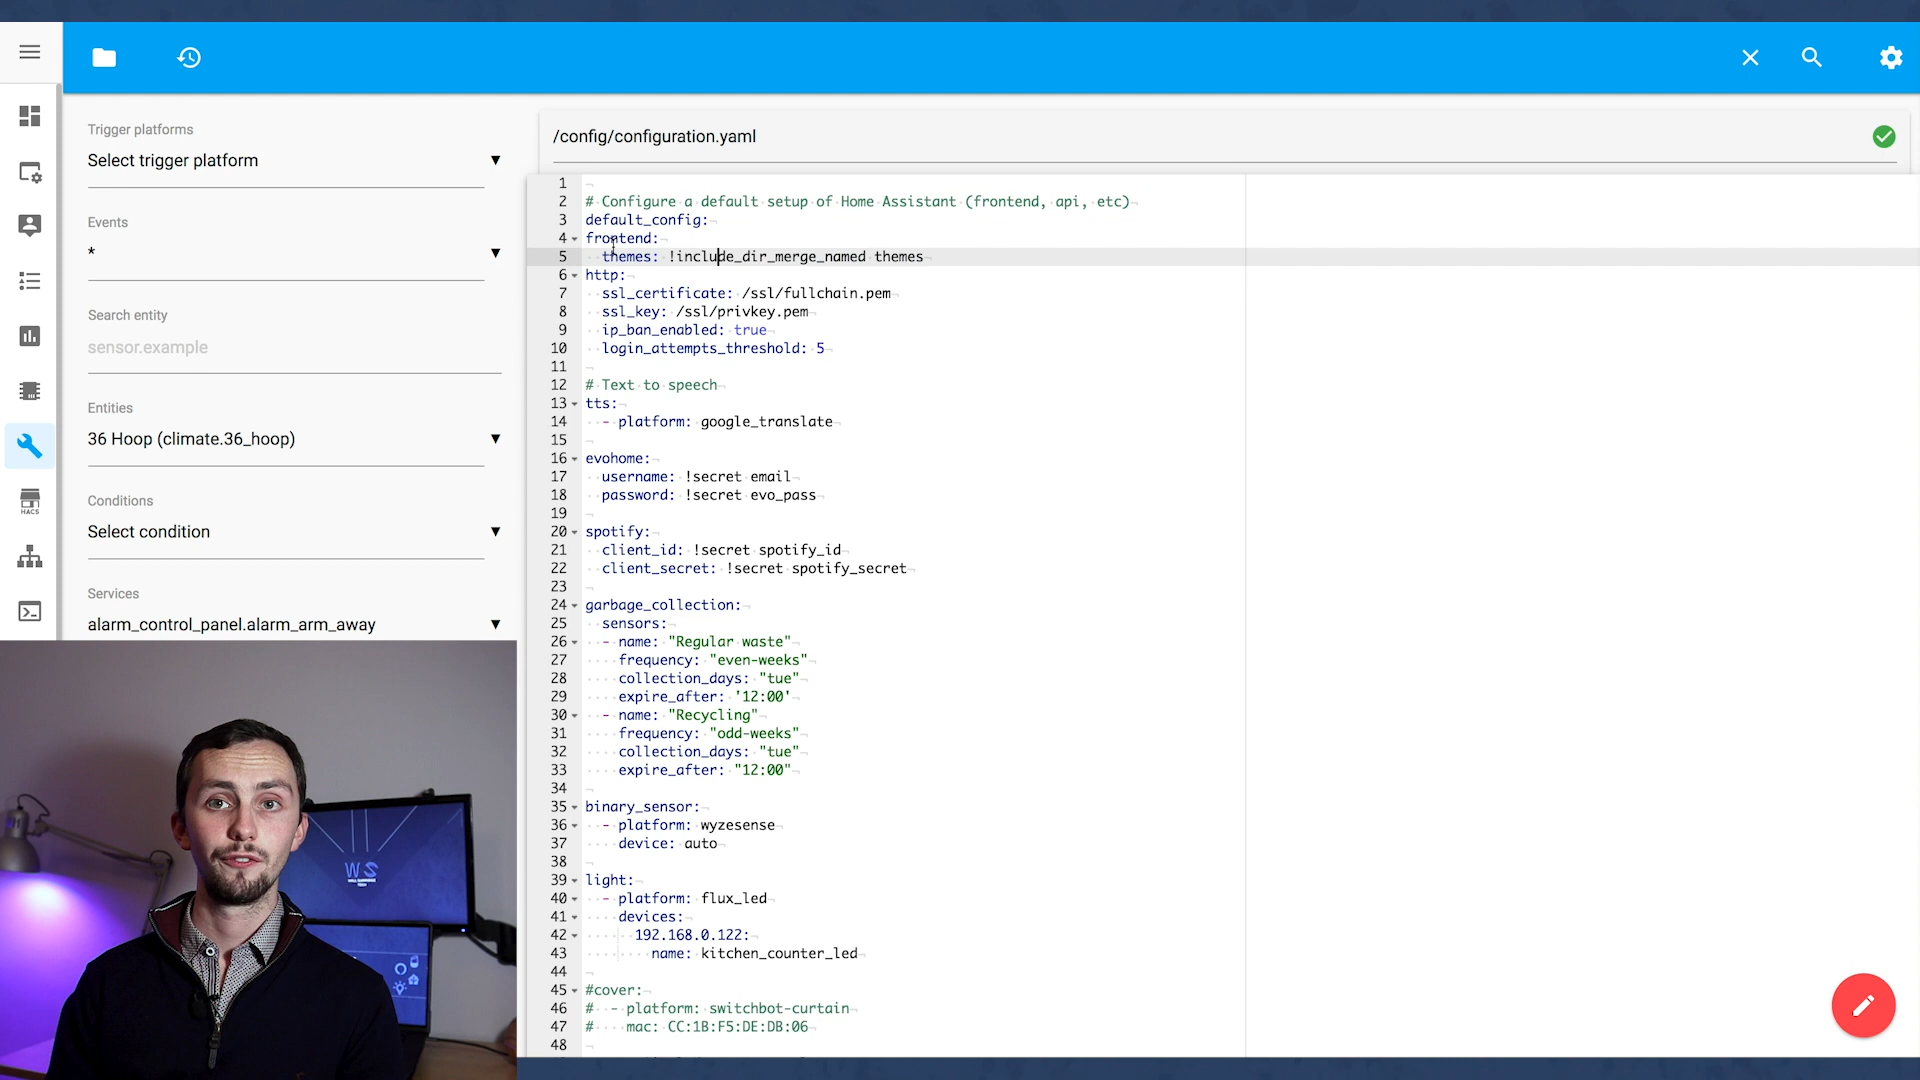 Trigger platforms
Select trigger platform
Events
*
Search entity
sensor.example
Entities
36 Hoop (climate.36_hoop)
Conditions
Select condition
Services
alarm_control_panel.alarm_arm_away
HACS
WS
/config/configuration.yaml
1
2 # Configure a default setup of Home Assistant (frontend, api, etc)
3 default_config:
4 frontend:
5   themes: !include_dir_merge_named themes
6 http:
7   ssl_certificate: /ssl/fullchain.pem
8   ssl_key: /ssl/privkey.pem
9   ip_ban_enabled: true
10   login_attempts_threshold: 5
11
12 # Text to speech
13 tts:
14   - platform: google_translate
15
16 evohome:
17   username: !secret email
18   password: !secret evo_pass
19
20 spotify:
21   client_id: !secret spotify_id
22   client_secret: !secret spotify_secret
23
24 garbage_collection:
25   sensors:
26   - name: "Regular waste"
27     frequency: "even-weeks"
28     collection_days: "tue"
29     expire_after: '12:00'
30   - name: "Recycling"
31     frequency: "odd-weeks"
32     collection_days: "tue"
33     expire_after: "12:00"
34
35 binary_sensor:
36   - platform: wyzesense
37     device: auto
38
39 light:
40   - platform: flux_led
41     devices:
42       192.168.0.122:
43         name: kitchen_counter_led
44
45 #cover:
46 #  - platform: switchbot-curtain
47 #    mac: CC:1B:F5:DE:DB:06
48